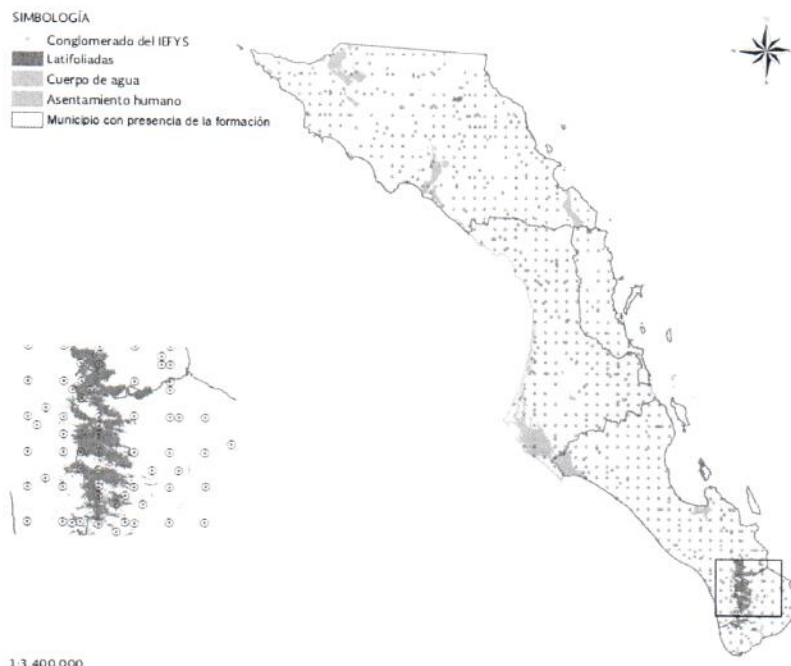 SIMBOLOGÍA
Conglomerado del IEFYS
Latifoliadas
Cuerpo de agua
Asentamiento humano
Municipio con presencia de la formación
1:3,400,000